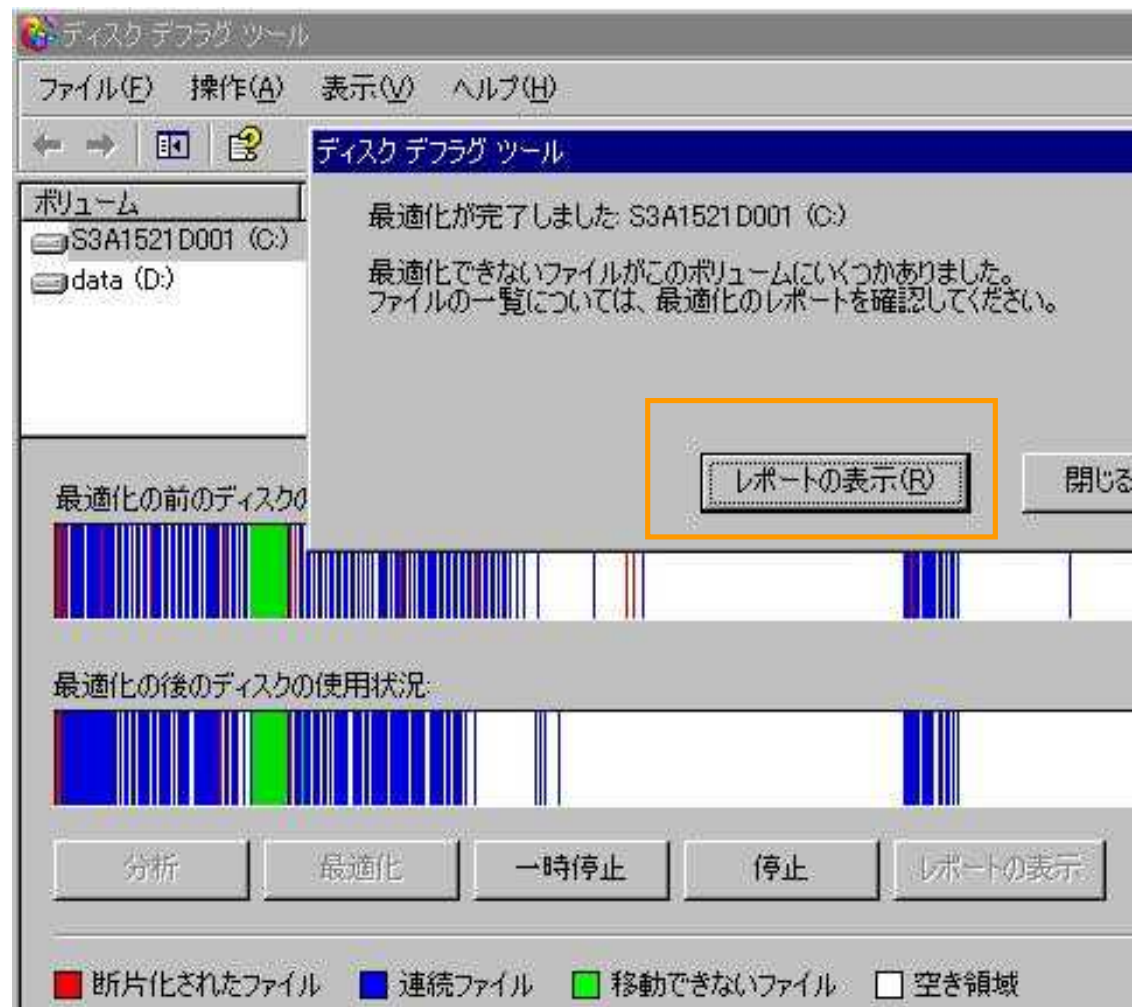 ディスク デフラグ ツール
ファイル(F) 操作(A) 表示(V) ヘルプ(H)
ディスク デフラグ ツール
ボリューム
S3A1521D001 (C:)
data (D:)
最適化が完了しました: S3A1521D001 (C:)
最適化できないファイルがこのボリュームにいくつかありました。
ファイルの一覧については、最適化のレポートを確認してください。
レポートの表示(R)
閉じる
最適化の前のディスクの
最適化の後のディスクの使用状況:
分析 最適化 一時停止 停止 レポートの表示
断片化されたファイル 連続ファイル 移動できないファイル 空き領域